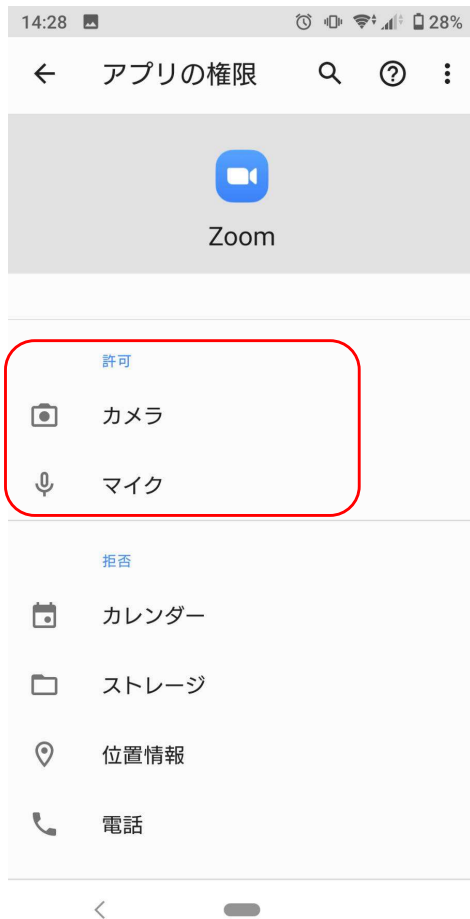 14:28 28%
アプリの権限
Zoom
許可
カメラ
マイク
拒否
カレンダー
ストレージ
位置情報
電話